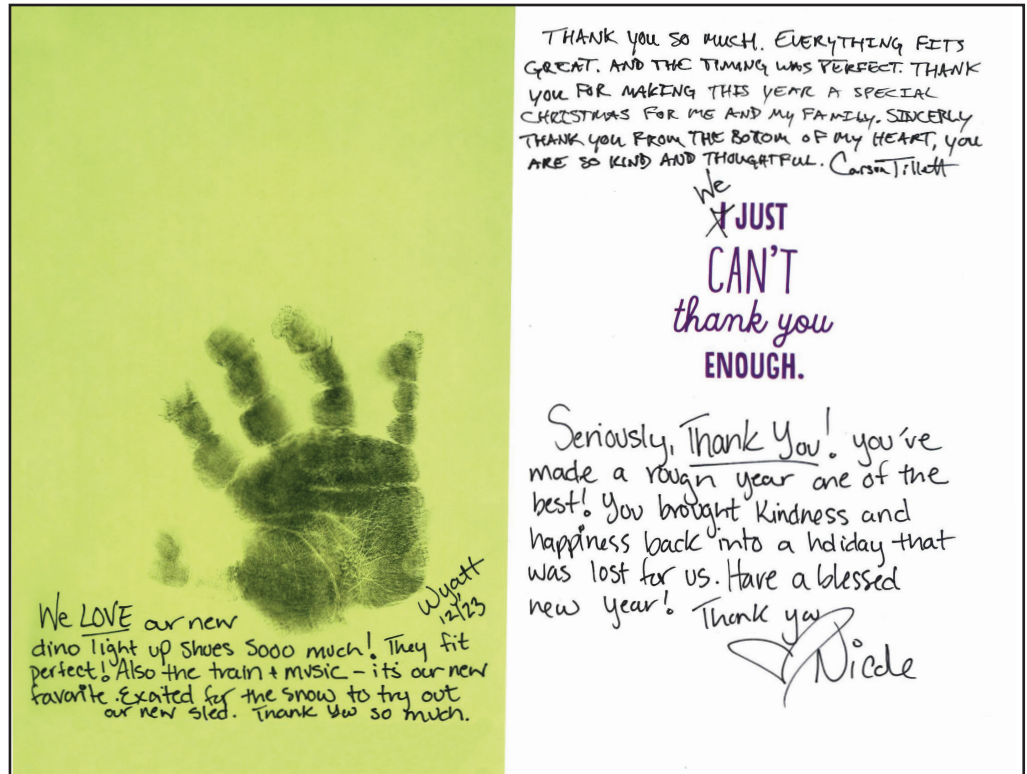 We LOVE our new
dino light up shoes Sooo much! They fit
perfect! Also the train + music – its our new
favorite. Exated for the snow to try out
our new sled. Thank you so much.
Wyatt
12/23
THANK YOU SO MUCH. EVERYTHING FITS
GREAT. AND THE TIMING WAS PERFECT. THANK
YOU FOR MAKING THIS YEAR A SPECIAL
CHRISTMAS FOR ME AND MY FAMILY. SINCERLY
THANK YOU FROM THE BOTOM OF MY HEART, YOU
ARE SO KIND AND THOUGHTFUL. Carson Tillett
We
I JUST
CAN'T
thank you
ENOUGH.
Seriously, Thank You! you've
made a rough year one of the
best! You brought Kindness and
happiness back into a holiday that
was lost for us. Have a blessed
new year! Thank you
Nicole